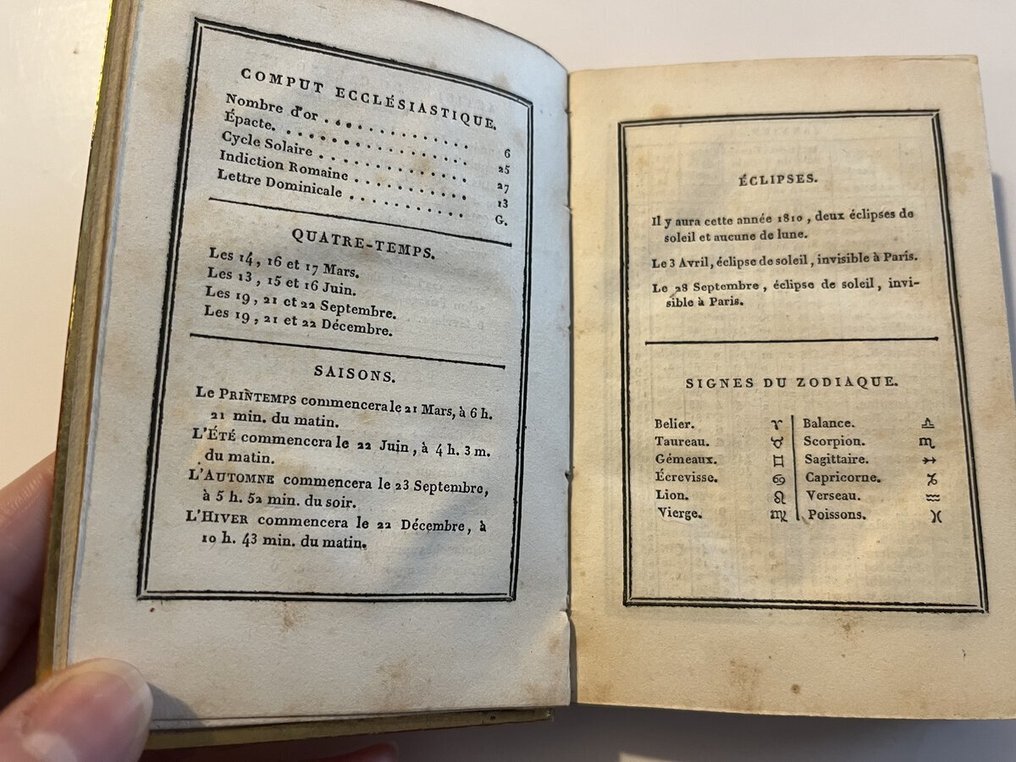 COMPUT ECCLÉSIASTIQUE.
Nombre d'or . . . . . . . . . . . . 6
Épacte. . . . . . . . . . . . . . . 25
Cycle Solaire . . . . . . . . . . . 27
Indiction Romaine . . . . . . . . . 13
Lettre Dominicale . . . . . . . . . G.
QUATRE-TEMPS.
Les 14, 16 et 17 Mars.
Les 13, 15 et 16 Juin.
Les 19, 21 et 22 Septembre.
Les 19, 21 et 22 Décembre.
SAISONS.
Le PRINTEMPS commencera le 21 Mars, à 6 h.
21 min. du matin.
L'ÉTÉ commencera le 22 Juin, à 4 h. 3 m.
du matin.
L'AUTOMNE commencera le 23 Septembre,
à 5 h. 52 min. du soir.
L'HIVER commencera le 22 Décembre, à
10 h. 43 min. du matin.
ÉCLIPSES.
Il y aura cette année 1810, deux éclipses de
soleil et aucune de lune.
Le 3 Avril, éclipse de soleil, invisible à Paris.
Le 28 Septembre, éclipse de soleil, invi-
sible à Paris.
SIGNES DU ZODIAQUE.
Belier. ♈ Balance. ♎
Taureau. ♉ Scorpion. ♏
Gémeaux. ♊ Sagittaire. ♐
Écrevisse. ♋ Capricorne. ♑
Lion. ♌ Verseau. ♒
Vierge. ♍ Poissons. ♓